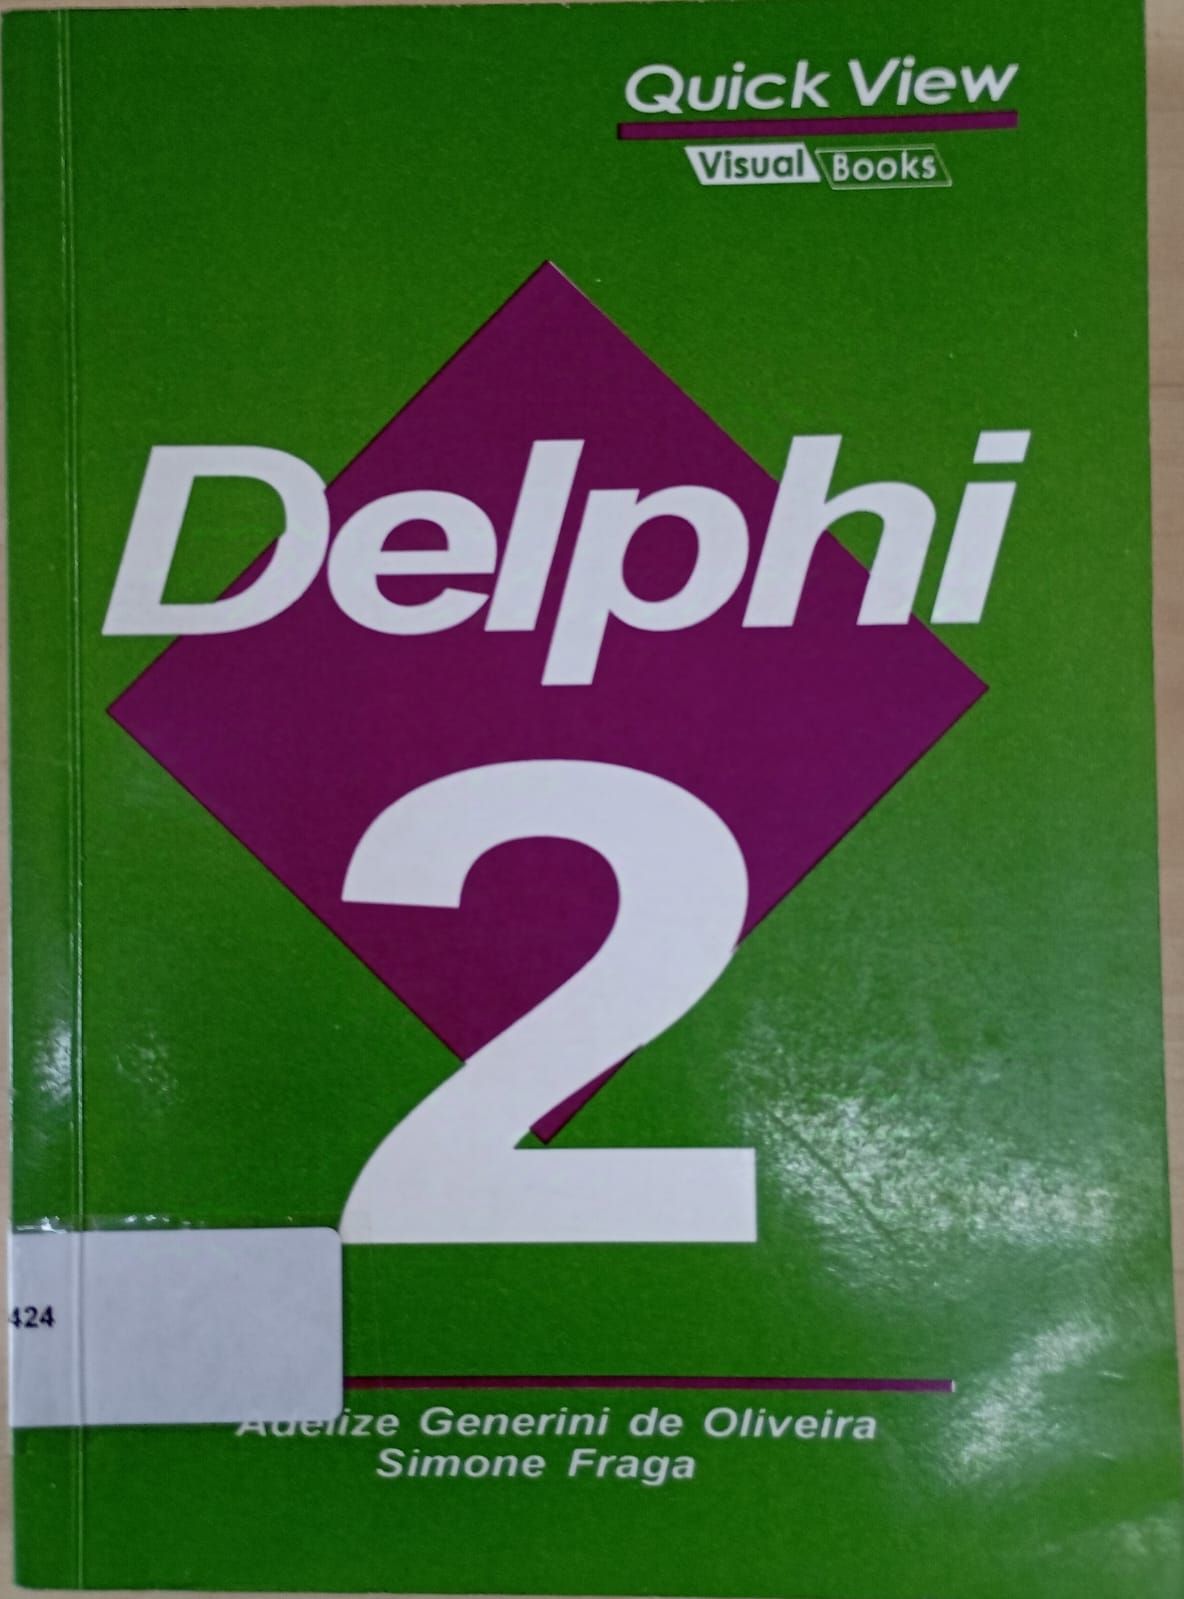 Quick View
Visual Books
Delphi
2
424
Adelize Generini de Oliveira
Simone Fraga